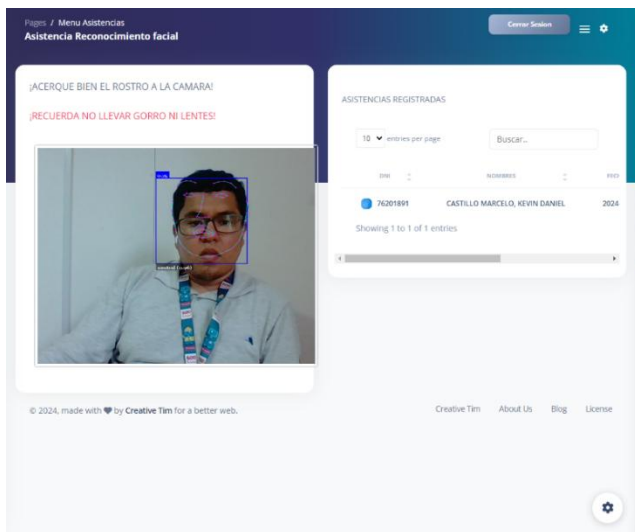 Pages / Menu Asistencias
Asistencia Reconocimiento facial
Cerrar Sesion
¡ACERQUE BIEN EL ROSTRO A LA CAMARA!
¡RECUERDA NO LLEVAR GORRO NI LENTES!
ASISTENCIAS REGISTRADAS
10 entries per page
Buscar..
DNI NOMBRES
76201891 CASTILLO MARCELO, KEVIN DANIEL 2024
Showing 1 to 1 of 1 entries
© 2024, made with by Creative Tim for a better web.
Creative Tim About Us Blog License